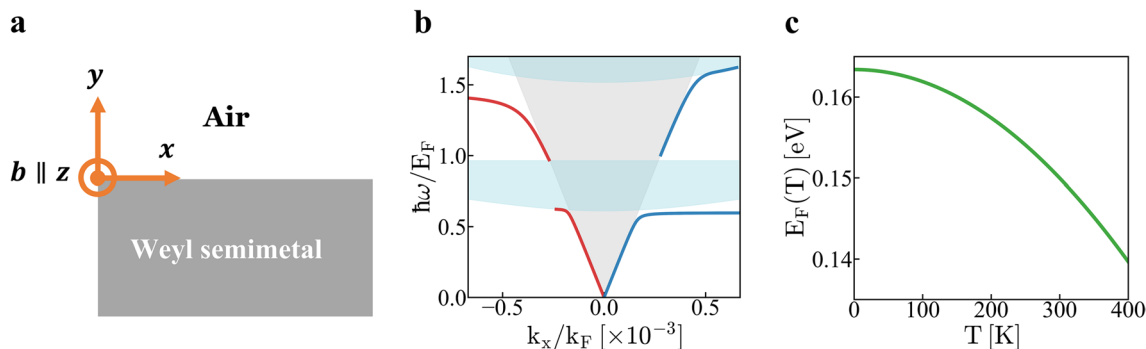 a
y
Air
x
b ∥ z
Weyl semimetal
b
ħω/E_F
1.5
1.0
0.5
0.0
−0.5
0.0
0.5
k_x/k_F [×10⁻³]
c
E_F(T) [eV]
0.16
0.15
0.14
0
100
200
300
400
T [K]